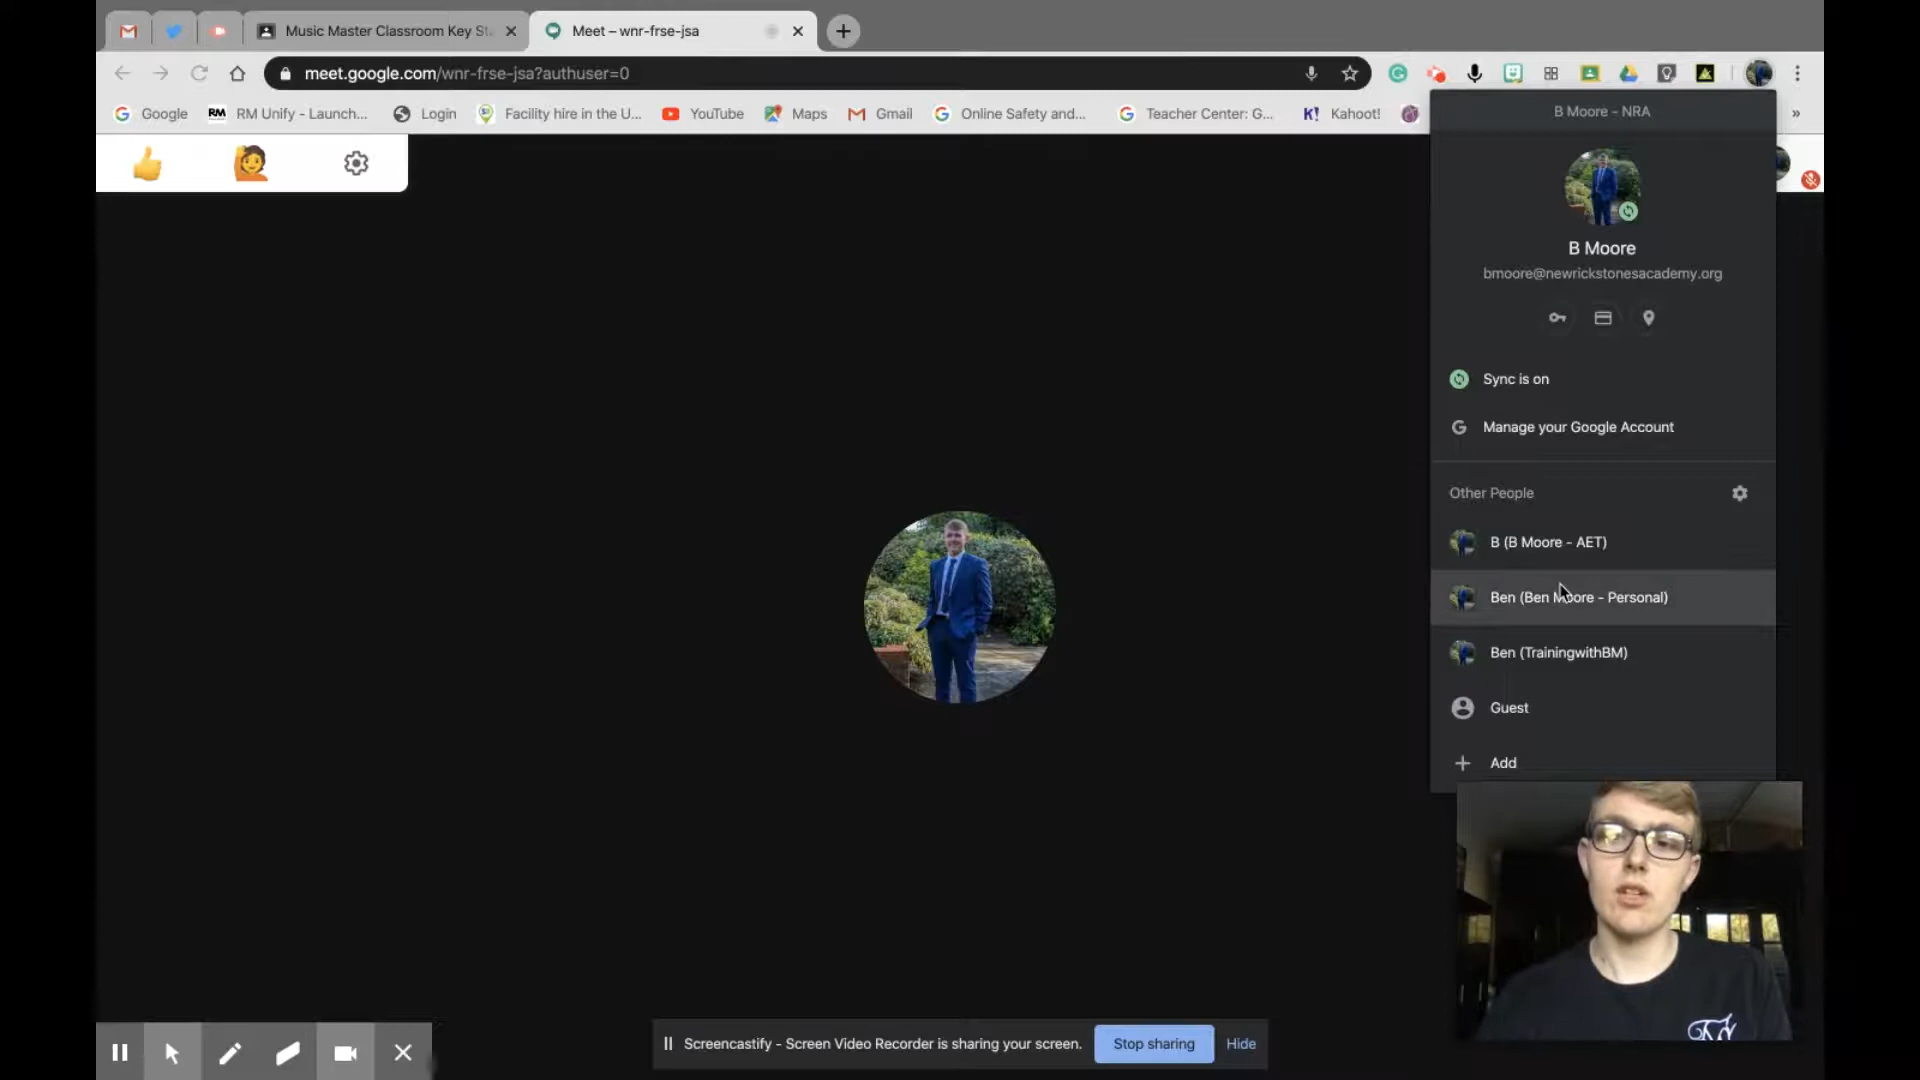 Music Master Classroom Key St
Meet – wnr-frse-jsa
meet.google.com/wnr-frse-jsa?authuser=0
Google
RM RM Unify - Launch...
Login
Facility hire in the U...
YouTube
Maps
Gmail
Online Safety and...
Teacher Center: G...
K! Kahoot!
»
B Moore - NRA
B Moore
bmoore@newrickstonesacademy.org
Sync is on
Manage your Google Account
Other People
B (B Moore - AET)
Ben (Ben Moore - Personal)
Ben (TrainingwithBM)
Guest
Add
Screencastify - Screen Video Recorder is sharing your screen.
Stop sharing
Hide